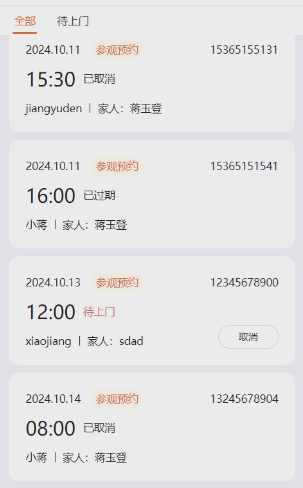 全部 待上门
2024.10.11 参观预约 15365155131
15:30 已取消
jiangyuden | 家人：蒋玉登
2024.10.11 参观预约 15365151541
16:00 已过期
小蒋 | 家人：蒋玉登
2024.10.13 参观预约 12345678900
12:00 待上门
xiaojiang | 家人：sdad 取消
2024.10.14 参观预约 13245678904
08:00 已取消
小蒋 | 家人：蒋玉登